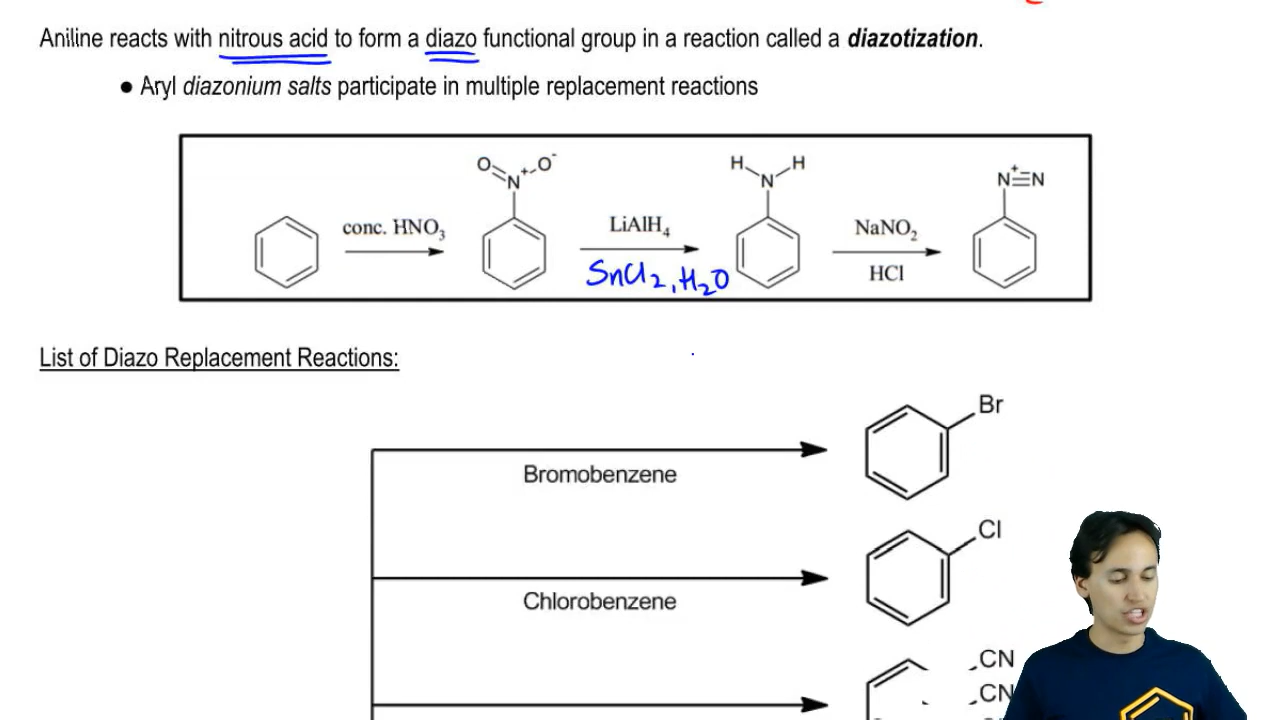 Aniline reacts with nitrous acid to form a diazo functional group in a reaction called a diazotization.
● Aryl diazonium salts participate in multiple replacement reactions
O N⁺ O⁻
H N H
N⁺ N
conc. HNO₃
LiAlH₄
NaNO₂
SnCl₂, H₂O
HCl
List of Diazo Replacement Reactions:
Br
Bromobenzene
Cl
Chlorobenzene
CN
CN